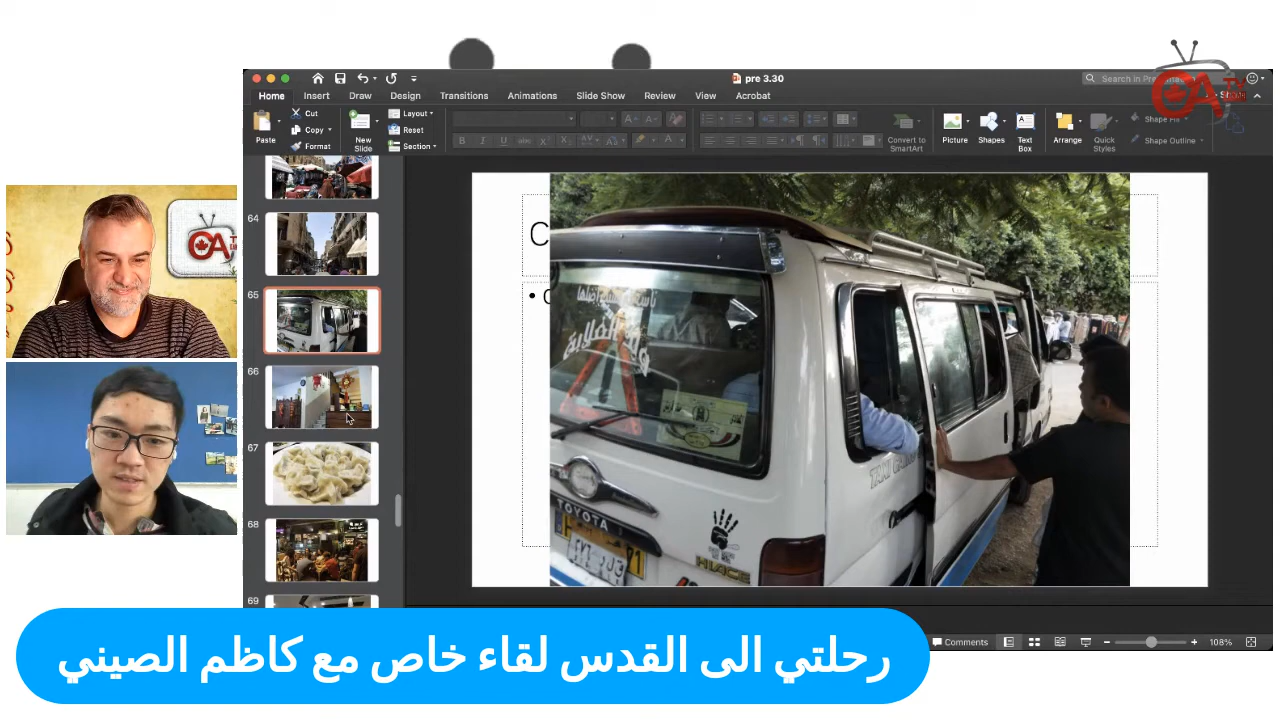 pre 3.30
Home Insert Draw Design Transitions Animations Slide Show Review View Acrobat
Paste
Cut
Copy
Format
New Slide
Layout
Reset
Section
Convert to SmartArt
Picture
Shapes
Text Box
Arrange
Quick Styles
Shape Outline
64
65
66
67
68
69
TAXI
TOYOTA
HIACE
Comments
108%
رحلتي الى القدس لقاء خاص مع كاظم الصيني